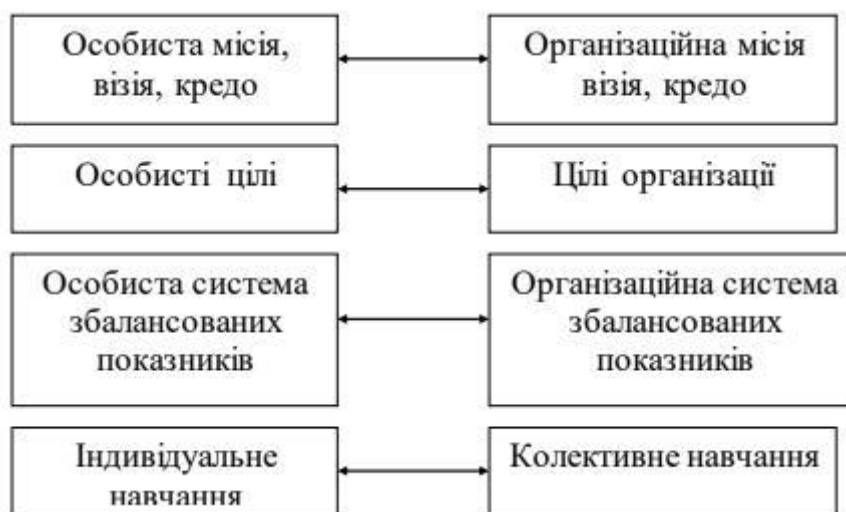 Особиста місія,
візія, кредо
Організаційна місія
візія, кредо
Особисті цілі
Цілі організації
Особиста система
збалансованих
показників
Організаційна система
збалансованих
показників
Індивідуальне
навчання
Колективне навчання